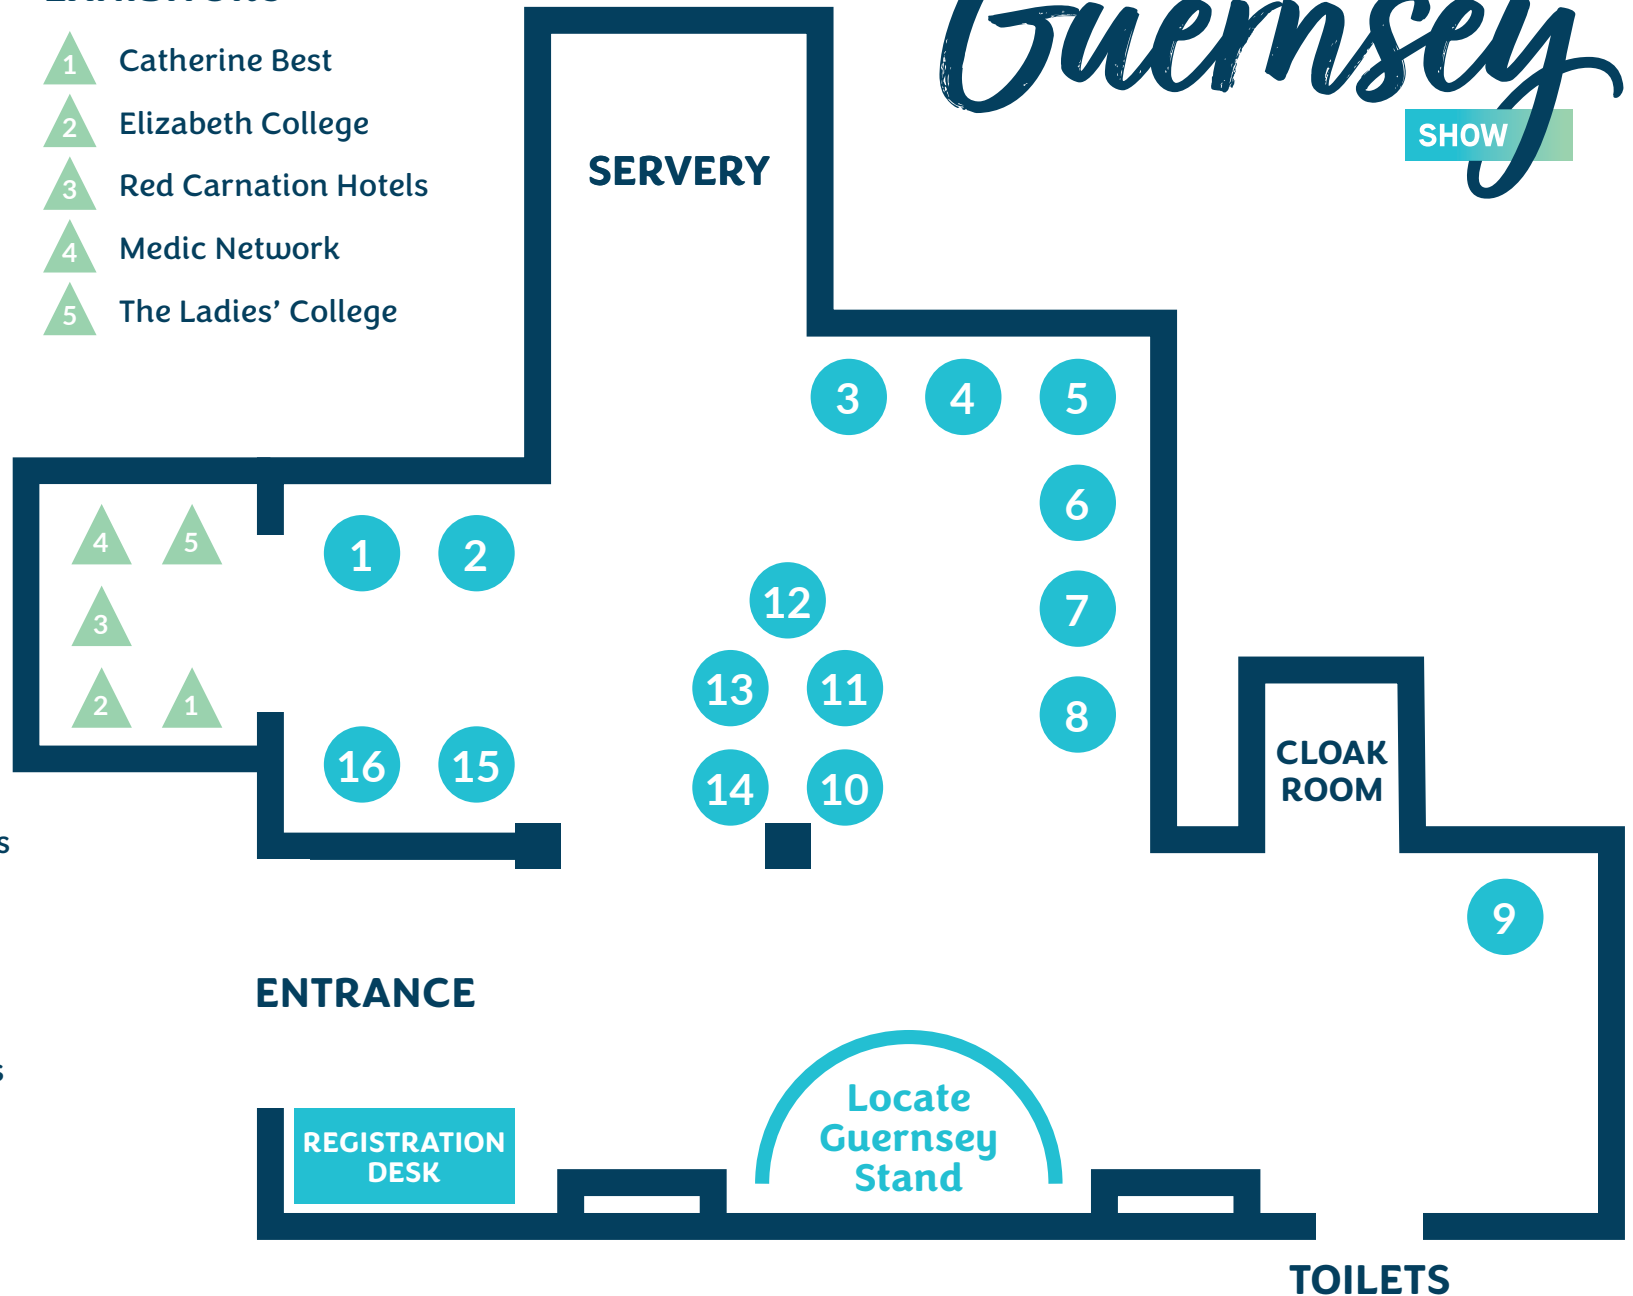 Guernsey
SHOW
1 Catherine Best
2 Elizabeth College
3 Red Carnation Hotels
4 Medic Network
5 The Ladies’ College
SERVERY
3 4 5
6
4 5
1 2
12
7
3
13 11
8
2 1
16 15
14 10
CLOAK
ROOM
9
ENTRANCE
REGISTRATION
DESK
Locate
Guernsey
Stand
TOILETS